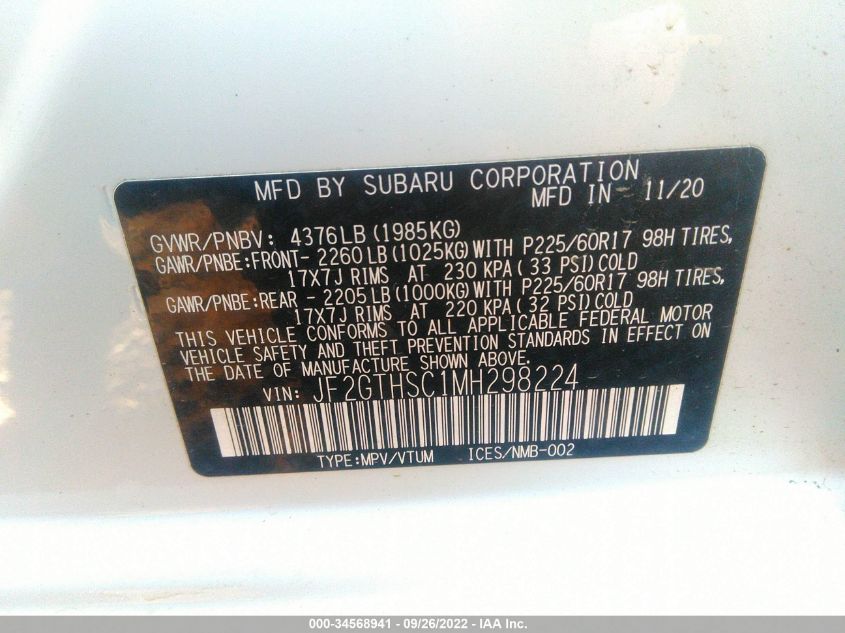 MFD BY SUBARU CORPORATION
MFD IN 11/20
GVWR/PNBV: 4376LB (1985KG)
GAWR/PNBE:FRONT- 2260LB (1025KG)WITH P225/60R17 98H TIRES,
17X7J RIMS AT 230 KPA( 33 PSI)COLD
GAWR/PNBE:REAR - 2205LB(1000KG)WITH P225/60R17 98H TIRES,
17X7J RIMS AT 220 KPA( 32 PSI)COLD
THIS VEHICLE CONFORMS TO ALL APPLICABLE FEDERAL MOTOR
VEHICLE SAFETY AND THEFT PREVENTION STANDARDS IN EFFECT ON
THE DATE OF MANUFACTURE SHOWN ABOVE.
VIN: JF2GTHSC1MH298224
TYPE:MPV/VTUM ICES/NMB-002
000-34568941 - 09/26/2022 - IAA Inc.